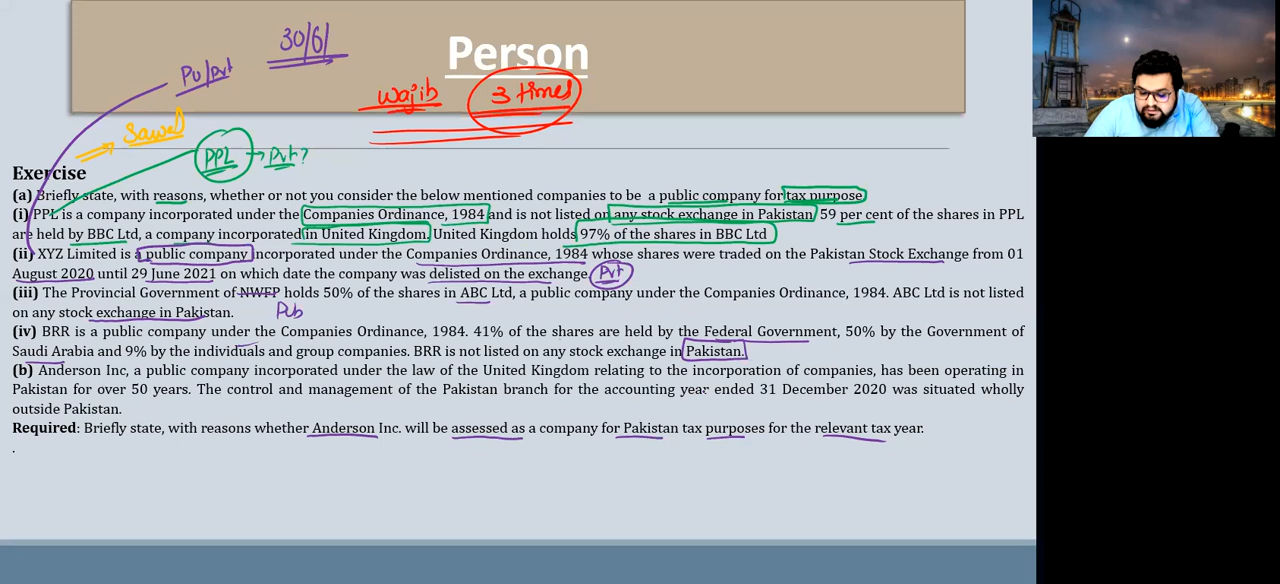 30/6/
Person
Pu/Pvt
wajib
3 times
Sawal
PPL → Pvt?
Exercise
(a) Briefly state, with reasons, whether or not you consider the below mentioned companies to be a public company for tax purpose
(i) PPL is a company incorporated under the Companies Ordinance, 1984 and is not listed on any stock exchange in Pakistan 59 per cent of the shares in PPL
are held by BBC Ltd, a company incorporated in United Kingdom. United Kingdom holds 97% of the shares in BBC Ltd
(ii) XYZ Limited is a public company incorporated under the Companies Ordinance, 1984 whose shares were traded on the Pakistan Stock Exchange from 01
August 2020 until 29 June 2021 on which date the company was delisted on the exchange. Pvt
(iii) The Provincial Government of NWFP holds 50% of the shares in ABC Ltd, a public company under the Companies Ordinance, 1984. ABC Ltd is not listed
on any stock exchange in Pakistan. Pub
(iv) BRR is a public company under the Companies Ordinance, 1984. 41% of the shares are held by the Federal Government, 50% by the Government of
Saudi Arabia and 9% by the individuals and group companies. BRR is not listed on any stock exchange in Pakistan.
(b) Anderson Inc, a public company incorporated under the law of the United Kingdom relating to the incorporation of companies, has been operating in
Pakistan for over 50 years. The control and management of the Pakistan branch for the accounting year ended 31 December 2020 was situated wholly
outside Pakistan.
Required: Briefly state, with reasons whether Anderson Inc. will be assessed as a company for Pakistan tax purposes for the relevant tax year.
.